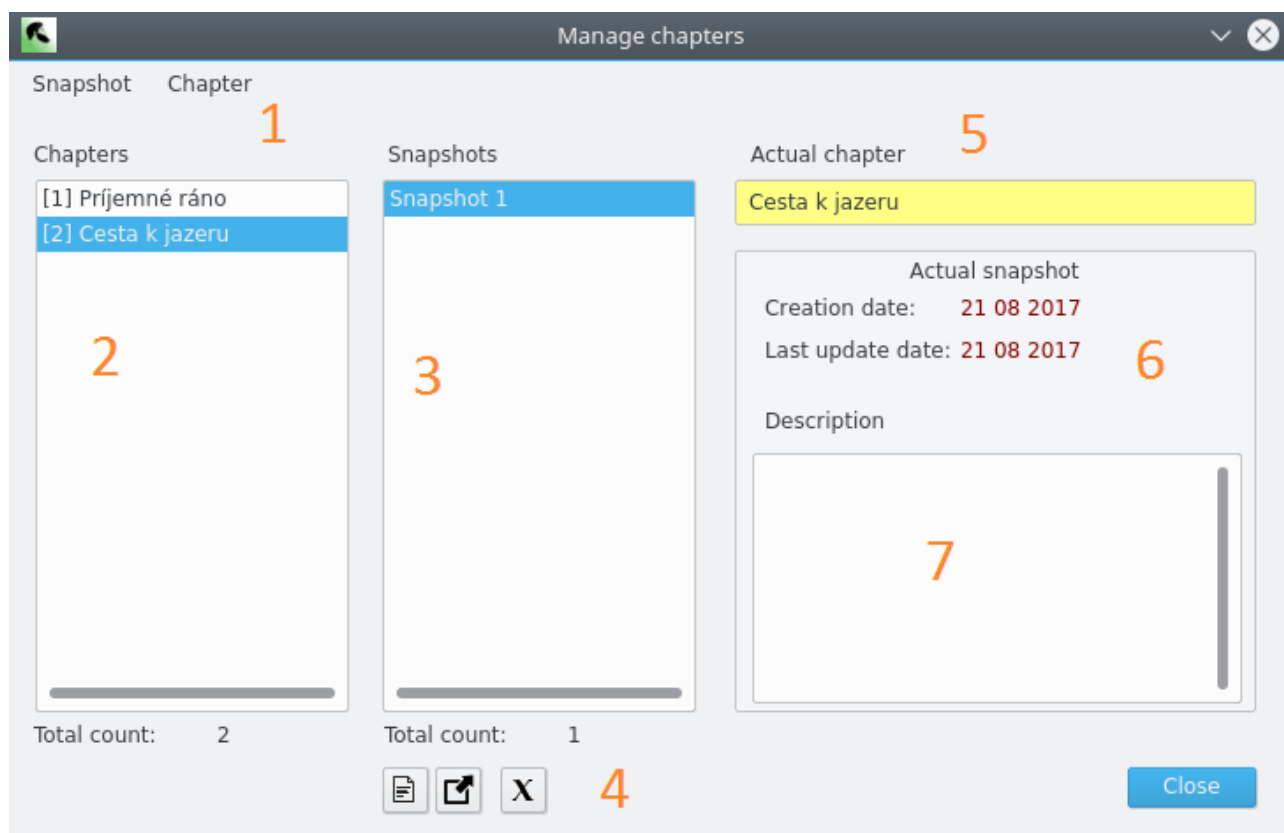 Manage chapters
Snapshot Chapter
1
5
Chapters
Snapshots
Actual chapter
[1] Príjemné ráno
[2] Cesta k jazeru
2
Snapshot 1
3
Cesta k jazeru
Actual snapshot
Creation date: 21 08 2017
Last update date: 21 08 2017
6
Description
7
Total count: 2
Total count: 1
X
4
Close